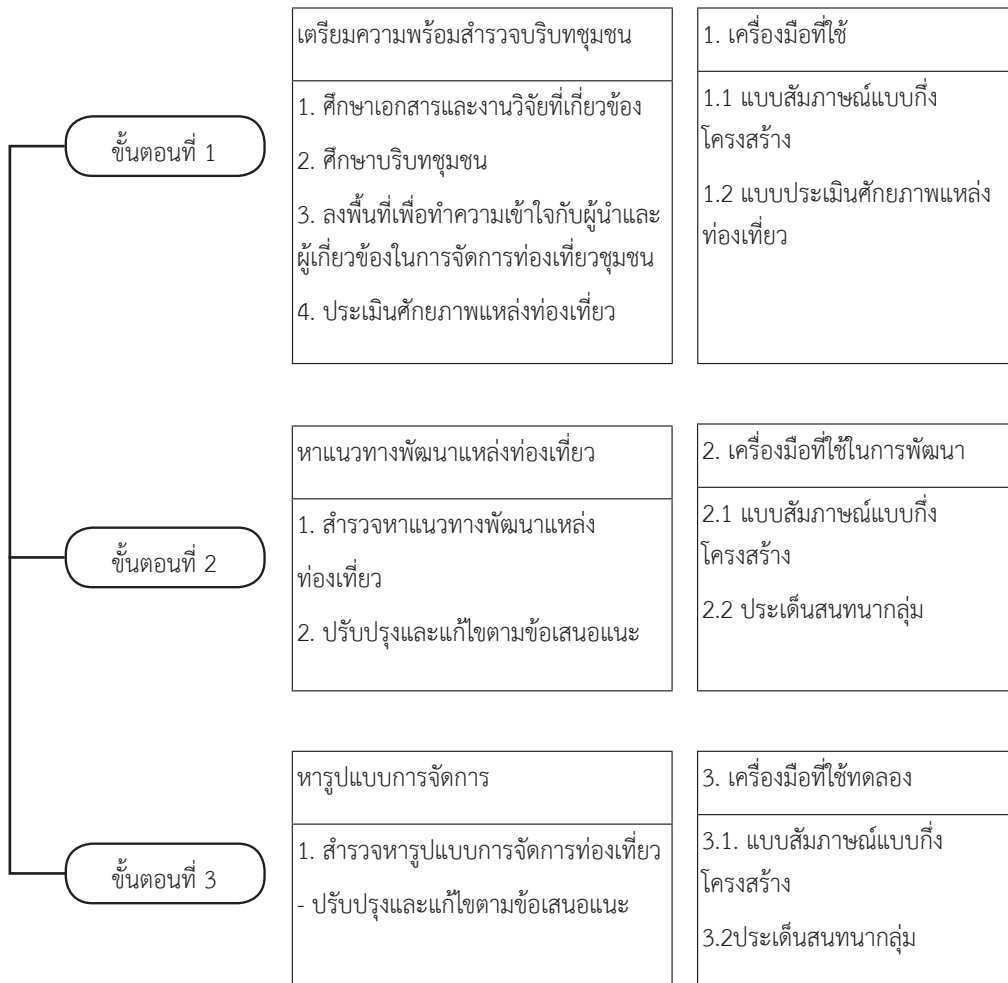 ขั้นตอนที่ 1
เตรียมความพร้อมสำรวจบริบทชุมชน
1. ศึกษาเอกสารและงานวิจัยที่เกี่ยวข้อง
2. ศึกษาบริบทชุมชน
3. ลงพื้นที่เพื่อทำความเข้าใจกับผู้นำและ
ผู้เกี่ยวข้องในการจัดการท่องเที่ยวชุมชน
4. ประเมินศักยภาพแหล่งท่องเที่ยว
1. เครื่องมือที่ใช้
1.1 แบบสัมภาษณ์แบบกึ่ง
โครงสร้าง
1.2 แบบประเมินศักยภาพแหล่ง
ท่องเที่ยว
ขั้นตอนที่ 2
หาแนวทางพัฒนาแหล่งท่องเที่ยว
1. สำรวจหาแนวทางพัฒนาแหล่ง
ท่องเที่ยว
2. ปรับปรุงและแก้ไขตามข้อเสนอแนะ
2. เครื่องมือที่ใช้ในการพัฒนา
2.1 แบบสัมภาษณ์แบบกึ่ง
โครงสร้าง
2.2 ประเด็นสนทนากลุ่ม
ขั้นตอนที่ 3
หารูปแบบการจัดการ
1. สำรวจหารูปแบบการจัดการท่องเที่ยว
- ปรับปรุงและแก้ไขตามข้อเสนอแนะ
3. เครื่องมือที่ใช้ทดลอง
3.1. แบบสัมภาษณ์แบบกึ่ง
โครงสร้าง
3.2ประเด็นสนทนากลุ่ม